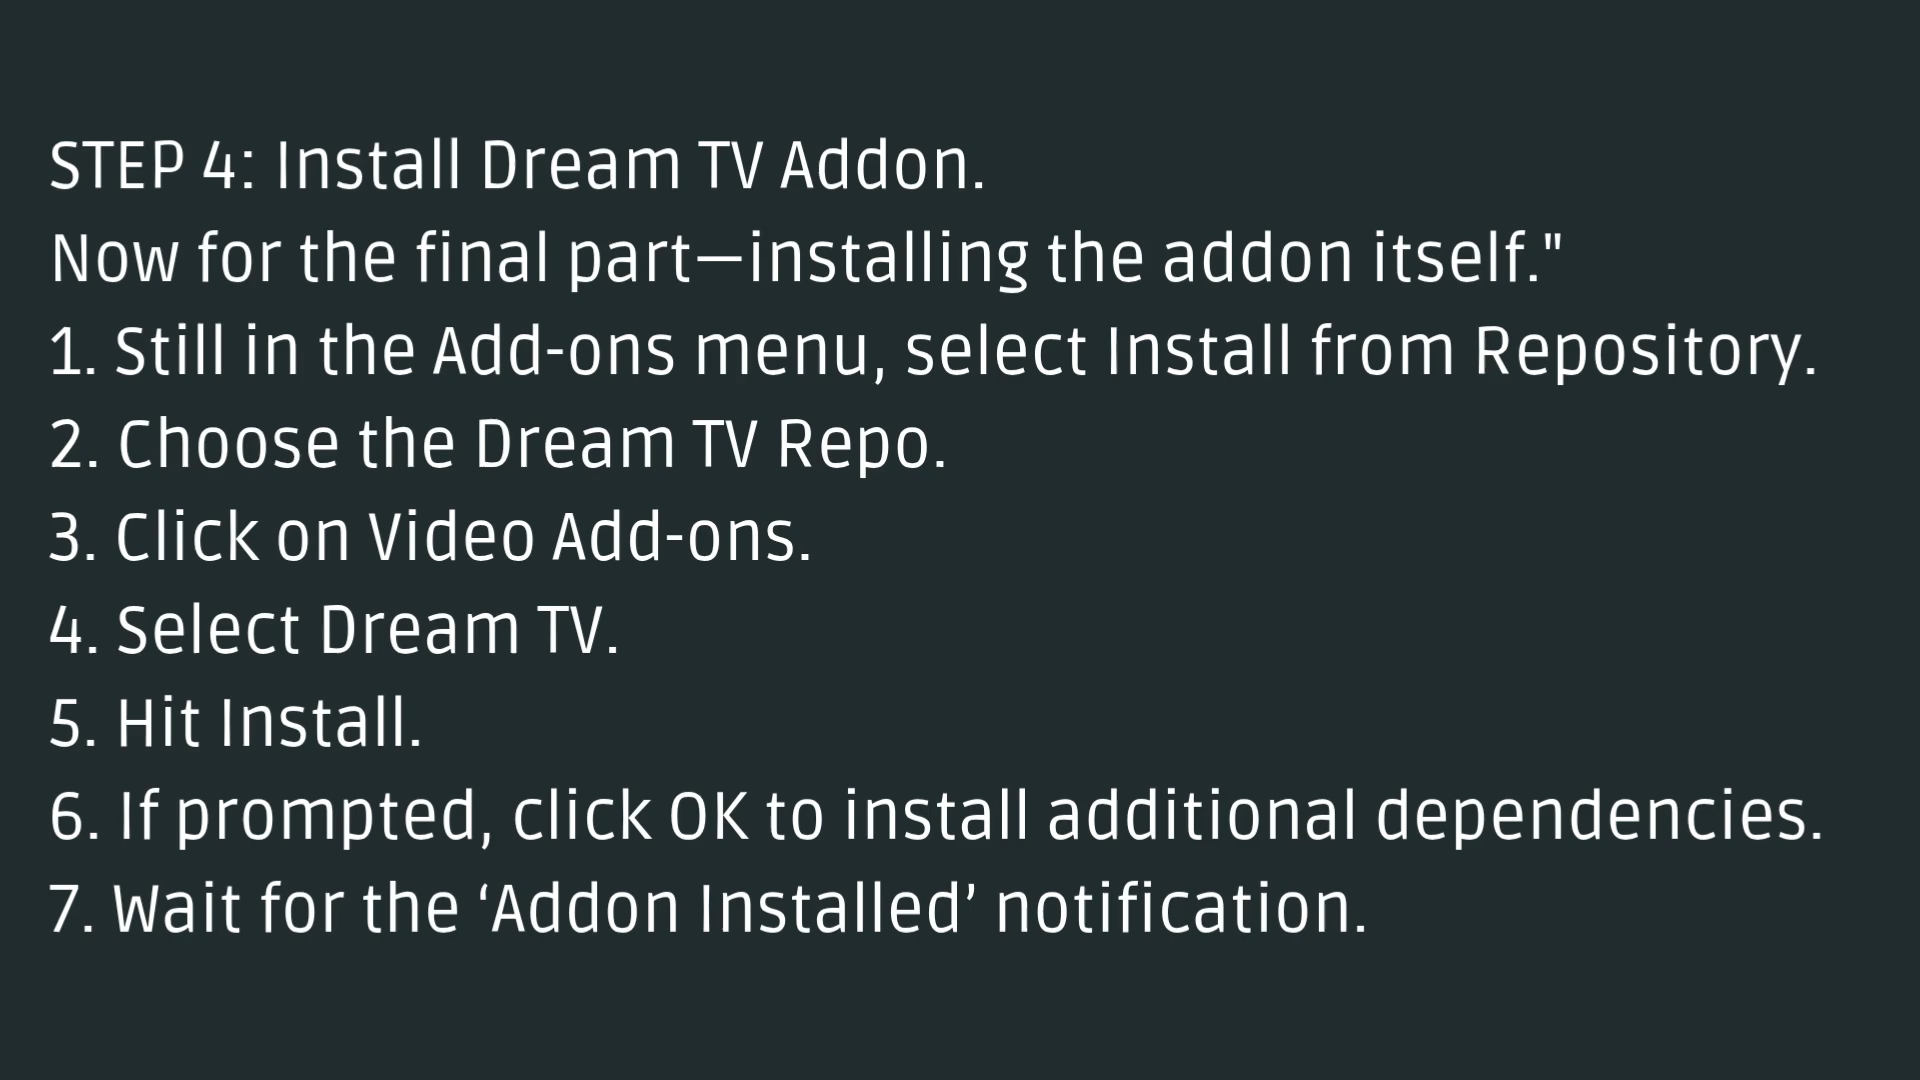 STEP 4: Install Dream TV Addon.
Now for the final part—installing the addon itself."
1. Still in the Add-ons menu, select Install from Repository.
2. Choose the Dream TV Repo.
3. Click on Video Add-ons.
4. Select Dream TV.
5. Hit Install.
6. If prompted, click OK to install additional dependencies.
7. Wait for the ‘Addon Installed’ notification.